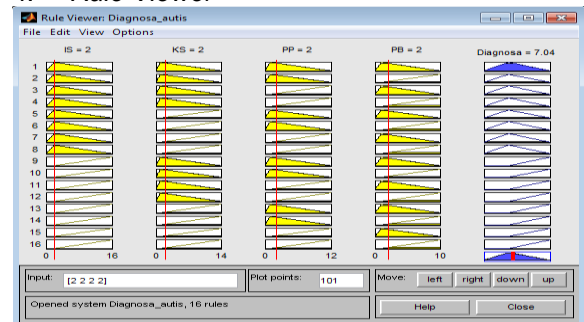 Rule Viewer: Diagnosa_autis
File Edit View Options
IS = 2 KS = 2 PP = 2 PB = 2 Diagnosa = 7.04
1
2
3
4
5
6
7
8
9
10
11
12
13
14
15
16
0 16 0 14 0 12 0 10
Input: [2 2 2 2] Plot points: 101 Move: left right down up
Opened system Diagnosa_autis, 16 rules Help Close